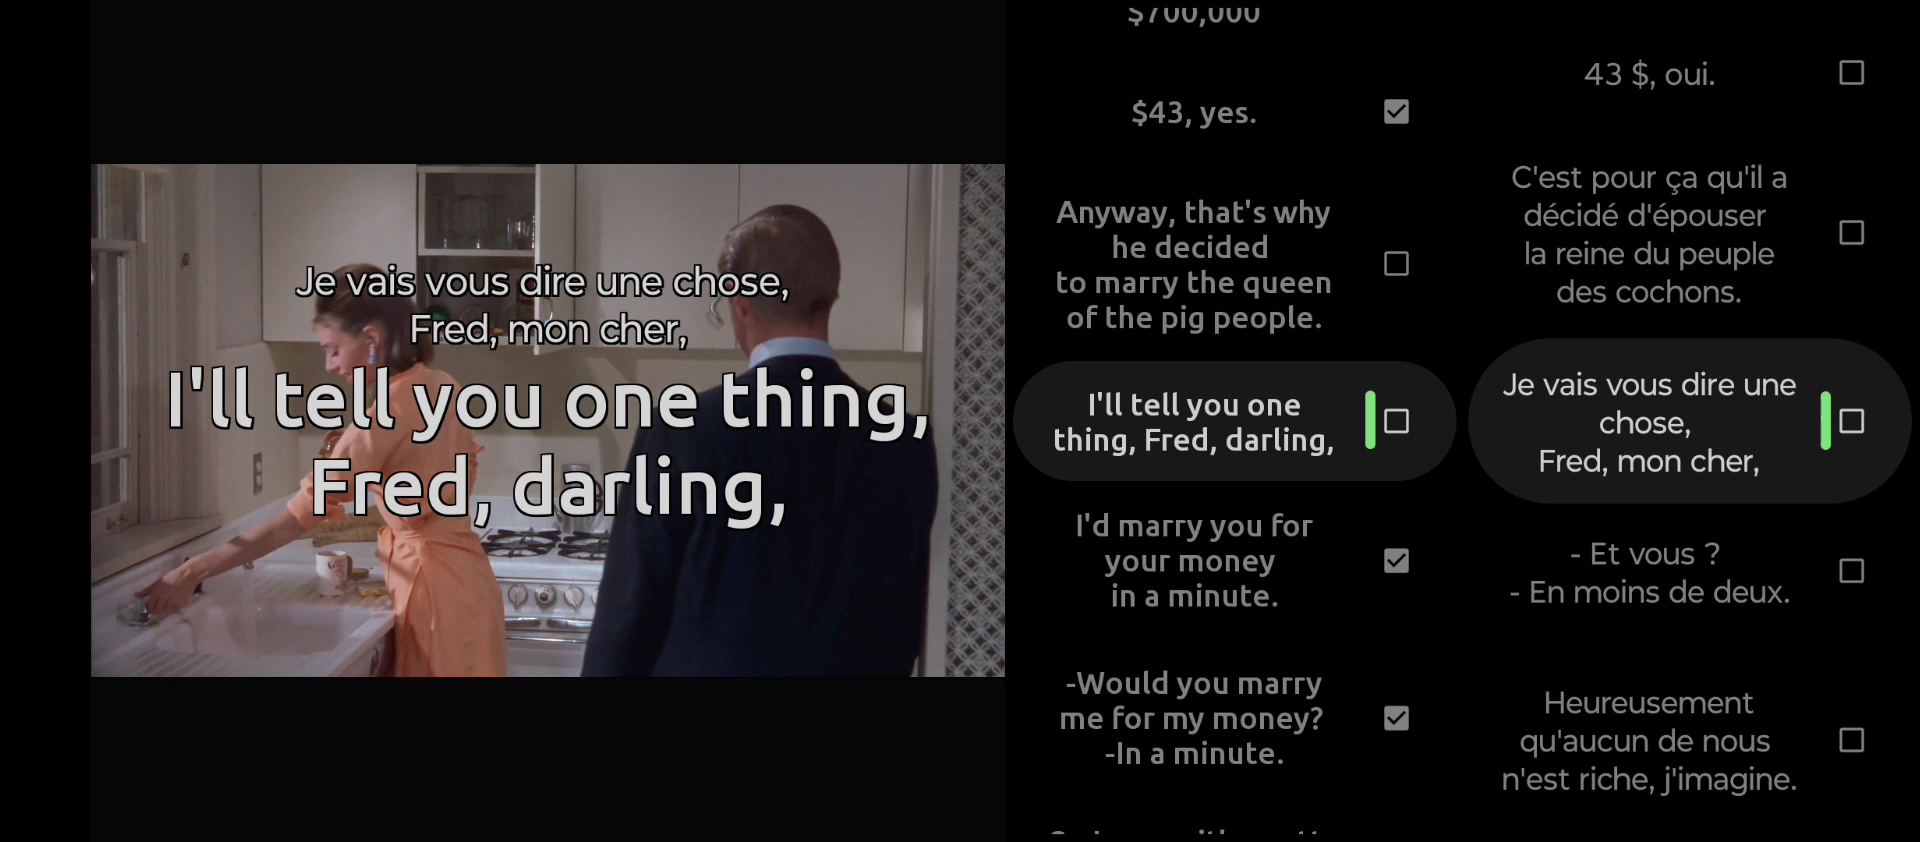 Je vais vous dire une chose,
Fred, mon cher,
I'll tell you one thing,
Fred, darling,
$700,000
$43, yes.
Anyway, that's why
he decided
to marry the queen
of the pig people.
I'll tell you one
thing, Fred, darling,
I'd marry you for
your money
in a minute.
-Would you marry
me for my money?
-In a minute.
43 $, oui.
C'est pour ça qu'il a
décidé d'épouser
la reine du peuple
des cochons.
Je vais vous dire une
chose,
Fred, mon cher,
- Et vous ?
- En moins de deux.
Heureusement
qu'aucun de nous
n'est riche, j'imagine.